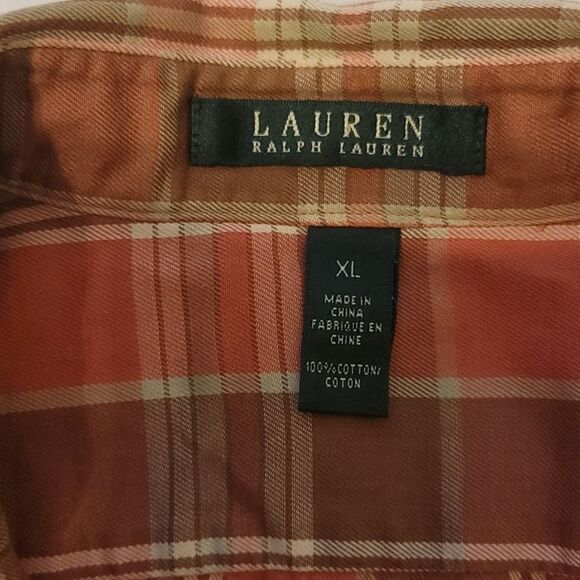 LAUREN
RALPH LAUREN
XL
MADE IN
CHINA
FABRIQUE EN
CHINE
100%COTTON/
COTON